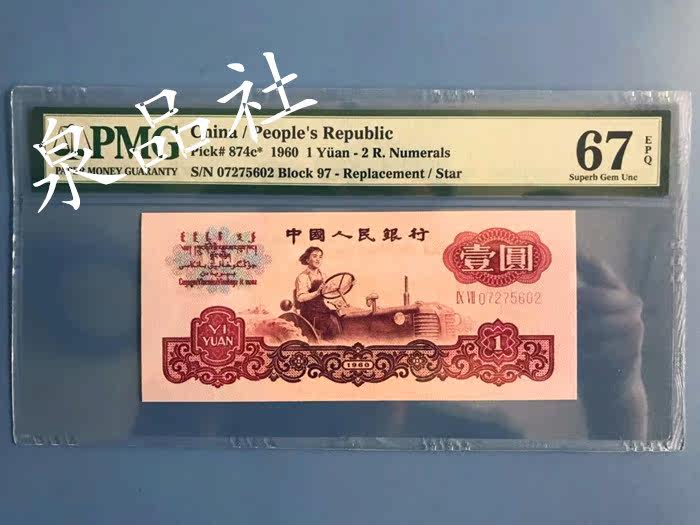 泉品社
PMG
PAPER MONEY GUARANTY
China / People's Republic
Pick# 874c* 1960 1 Yüan - 2 R. Numerals
S/N 07275602 Block 97 - Replacement / Star
67 EPQ
Superb Gem Unc
中國人民銀行
壹圓
IX VII 07275602
YI
YUAN
1960
1